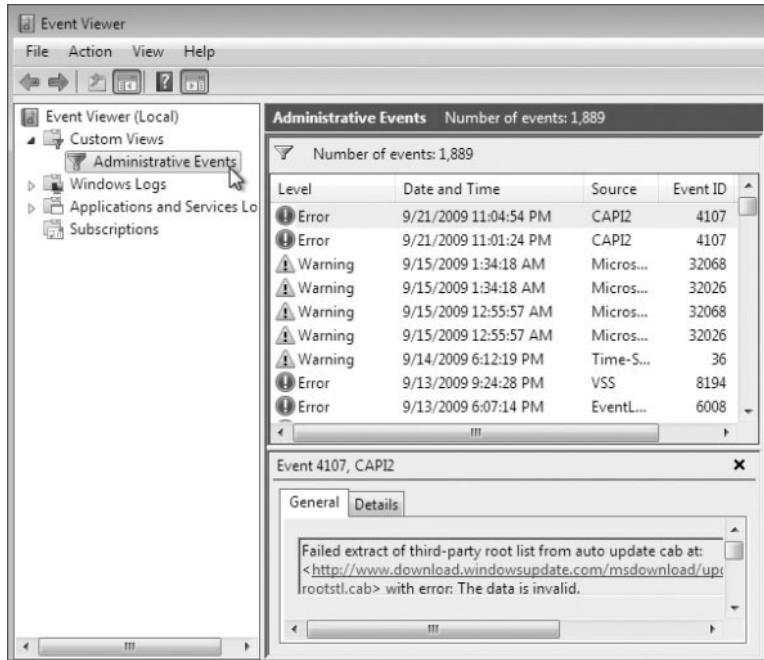 Event Viewer
File Action View Help
Event Viewer (Local)
Custom Views
Administrative Events
Windows Logs
Applications and Services Lo
Subscriptions
Administrative Events Number of events: 1,889
Number of events: 1,889
Level Date and Time Source Event ID
Error 9/21/2009 11:04:54 PM CAPI2 4107
Error 9/21/2009 11:01:24 PM CAPI2 4107
Warning 9/15/2009 1:34:18 AM Micros... 32068
Warning 9/15/2009 1:34:18 AM Micros... 32026
Warning 9/15/2009 12:55:57 AM Micros... 32068
Warning 9/15/2009 12:55:57 AM Micros... 32026
Warning 9/14/2009 6:12:19 PM Time-S... 36
Error 9/13/2009 9:24:28 PM VSS 8194
Error 9/13/2009 6:07:14 PM EventL... 6008
Event 4107, CAPI2
General Details
Failed extract of third-party root list from auto update cab at:
<http://www.download.windowsupdate.com/msdownload/upd
rootstl.cab> with error: The data is invalid.